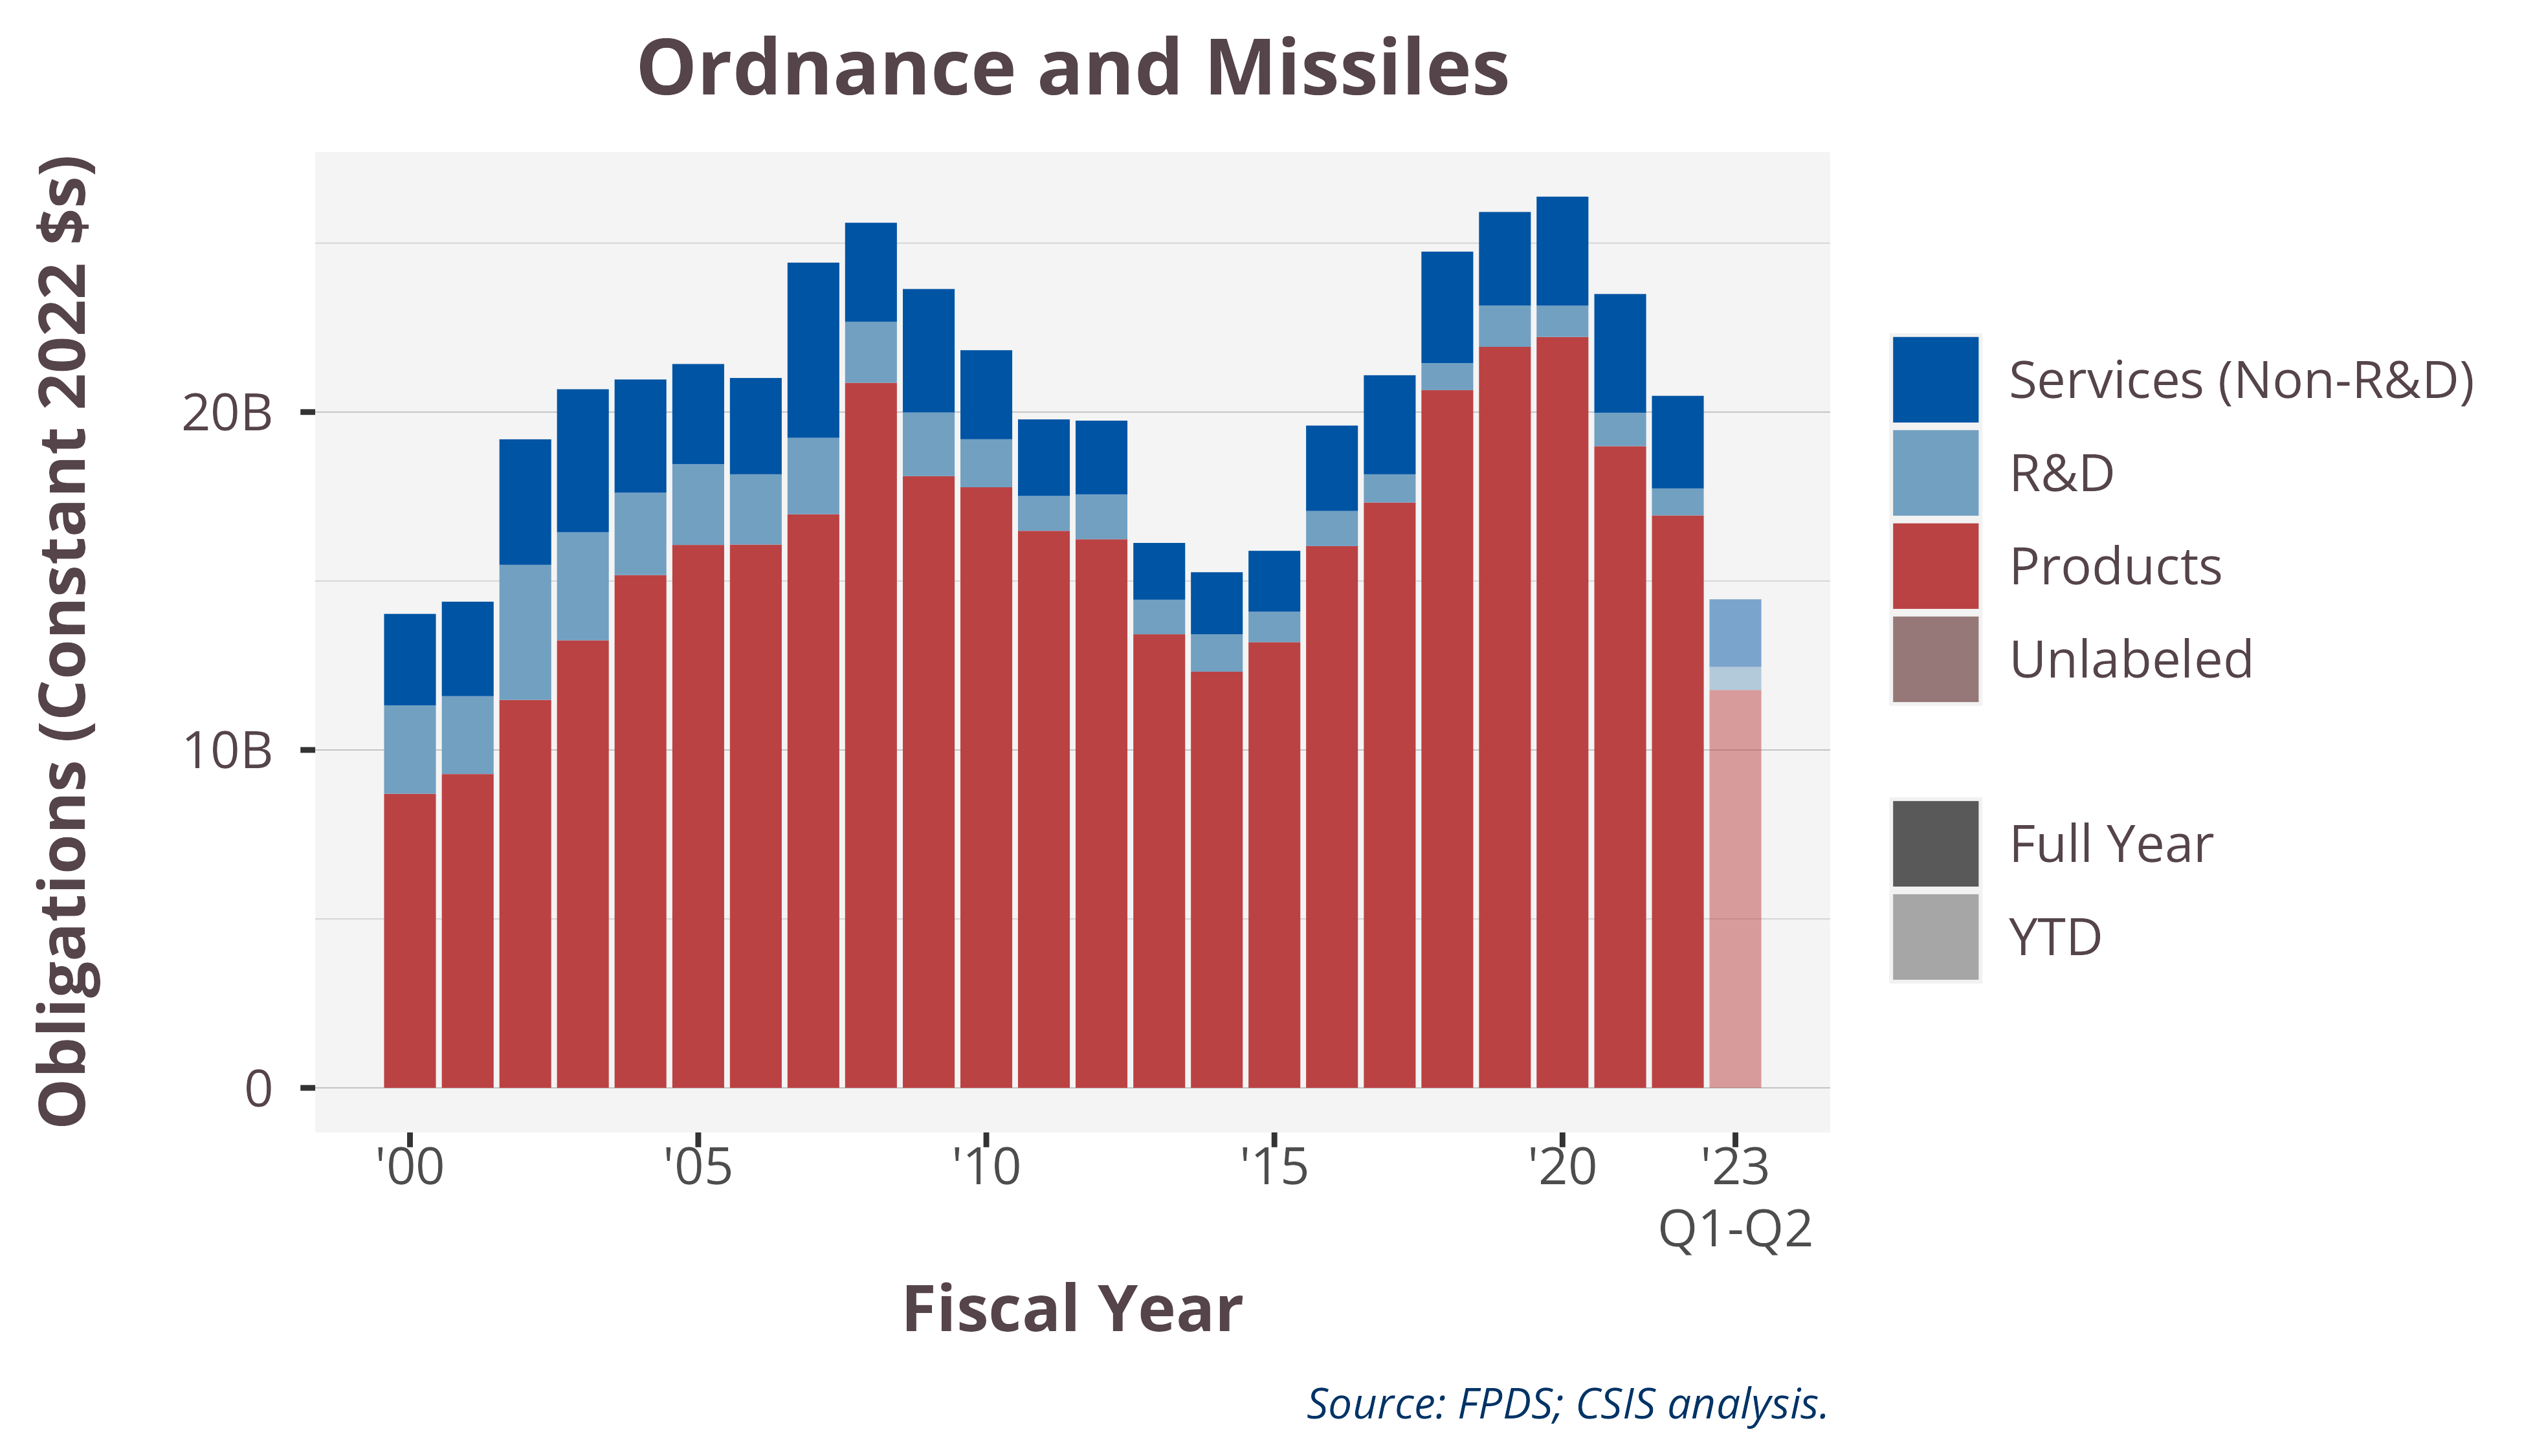 Ordnance and Missiles
Obligations (Constant 2022 $s)
20B
10B
0
'00
'05
'10
'15
'20
'23
Q1-Q2
Fiscal Year
Services (Non-R&D)
R&D
Products
Unlabeled
Full Year
YTD
Source: FPDS; CSIS analysis.